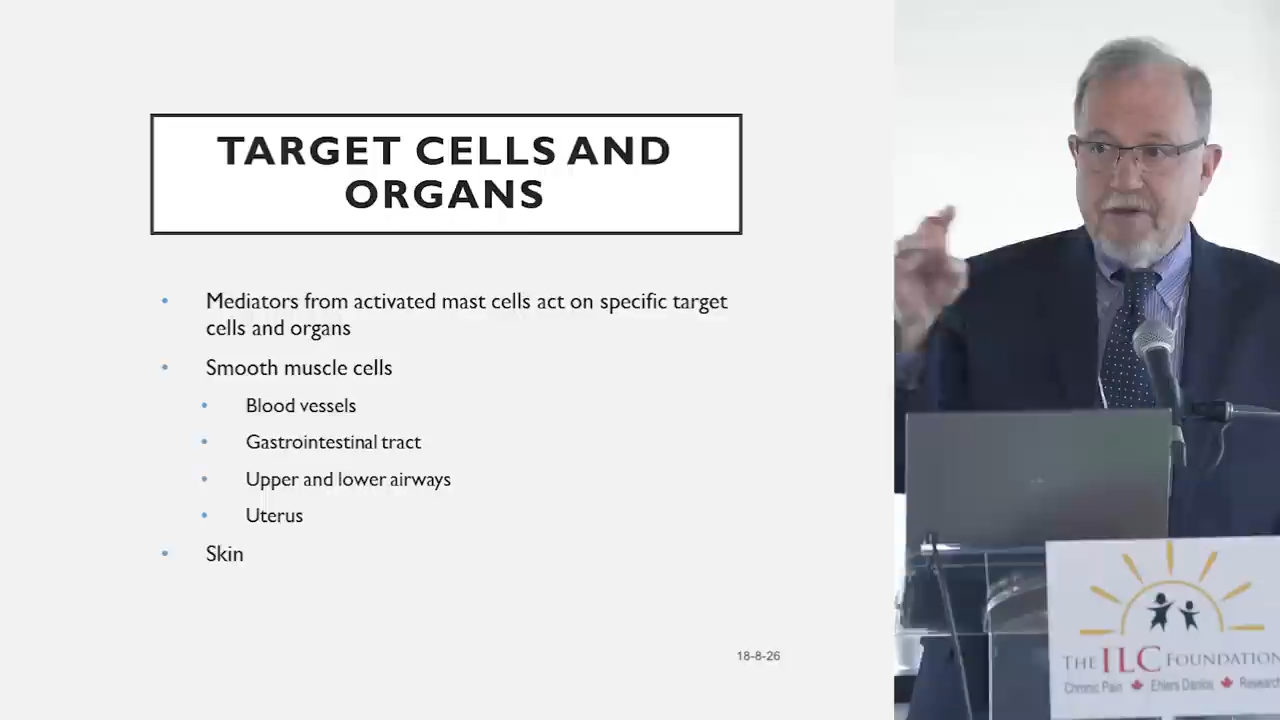 TARGET CELLS AND
ORGANS
• Mediators from activated mast cells act on specific target
cells and organs
• Smooth muscle cells
• Blood vessels
• Gastrointestinal tract
• Upper and lower airways
• Uterus
• Skin
18-8-26
THE ILC FOUNDATION
Chronic Pain Ehlers Danlos Research